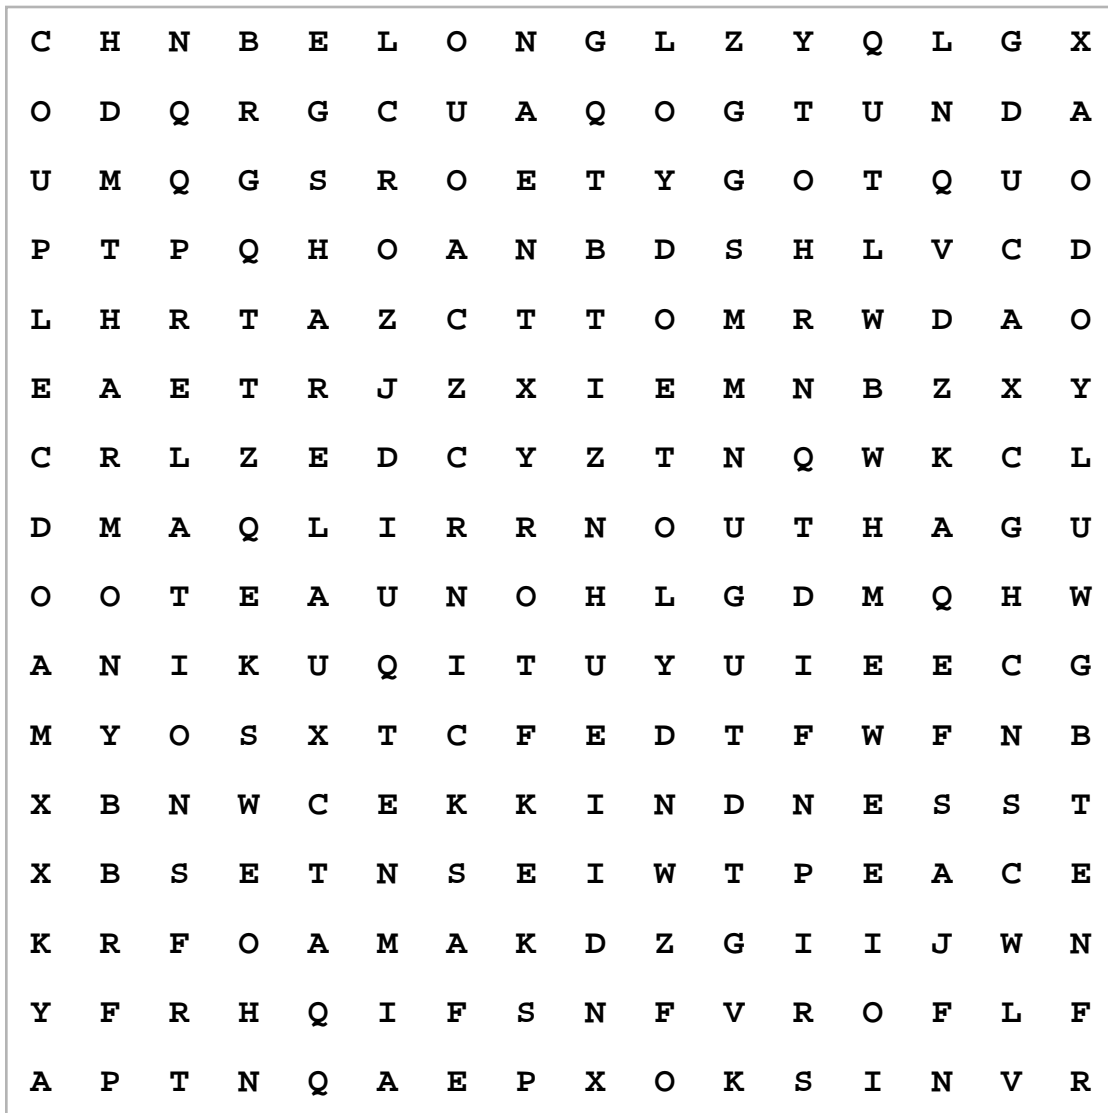 C H N B E L O N G L Z Y Q L G X
O D Q R G C U A Q O G T U N D A
U M Q G S R O E T Y G O T Q U O
P T P Q H O A N B D S H L V C D
L H R T A Z C T T O M R W D A O
E A E T R J Z X I E M N B Z X Y
C R L Z E D C Y Z T N Q W K C L
D M A Q L I R R N O U T H A G U
O O T E A U N O H L G D M Q H W
A N I K U Q I T U Y U I E E C G
M Y O S X T C F E D T F W F N B
X B N W C E K K I N D N E S S T
X B S E T N S E I W T P E A C E
K R F O A M A K D Z G I I J W N
Y F R H Q I F S N F V R O F L F
A P T N Q A E P X O K S I N V R